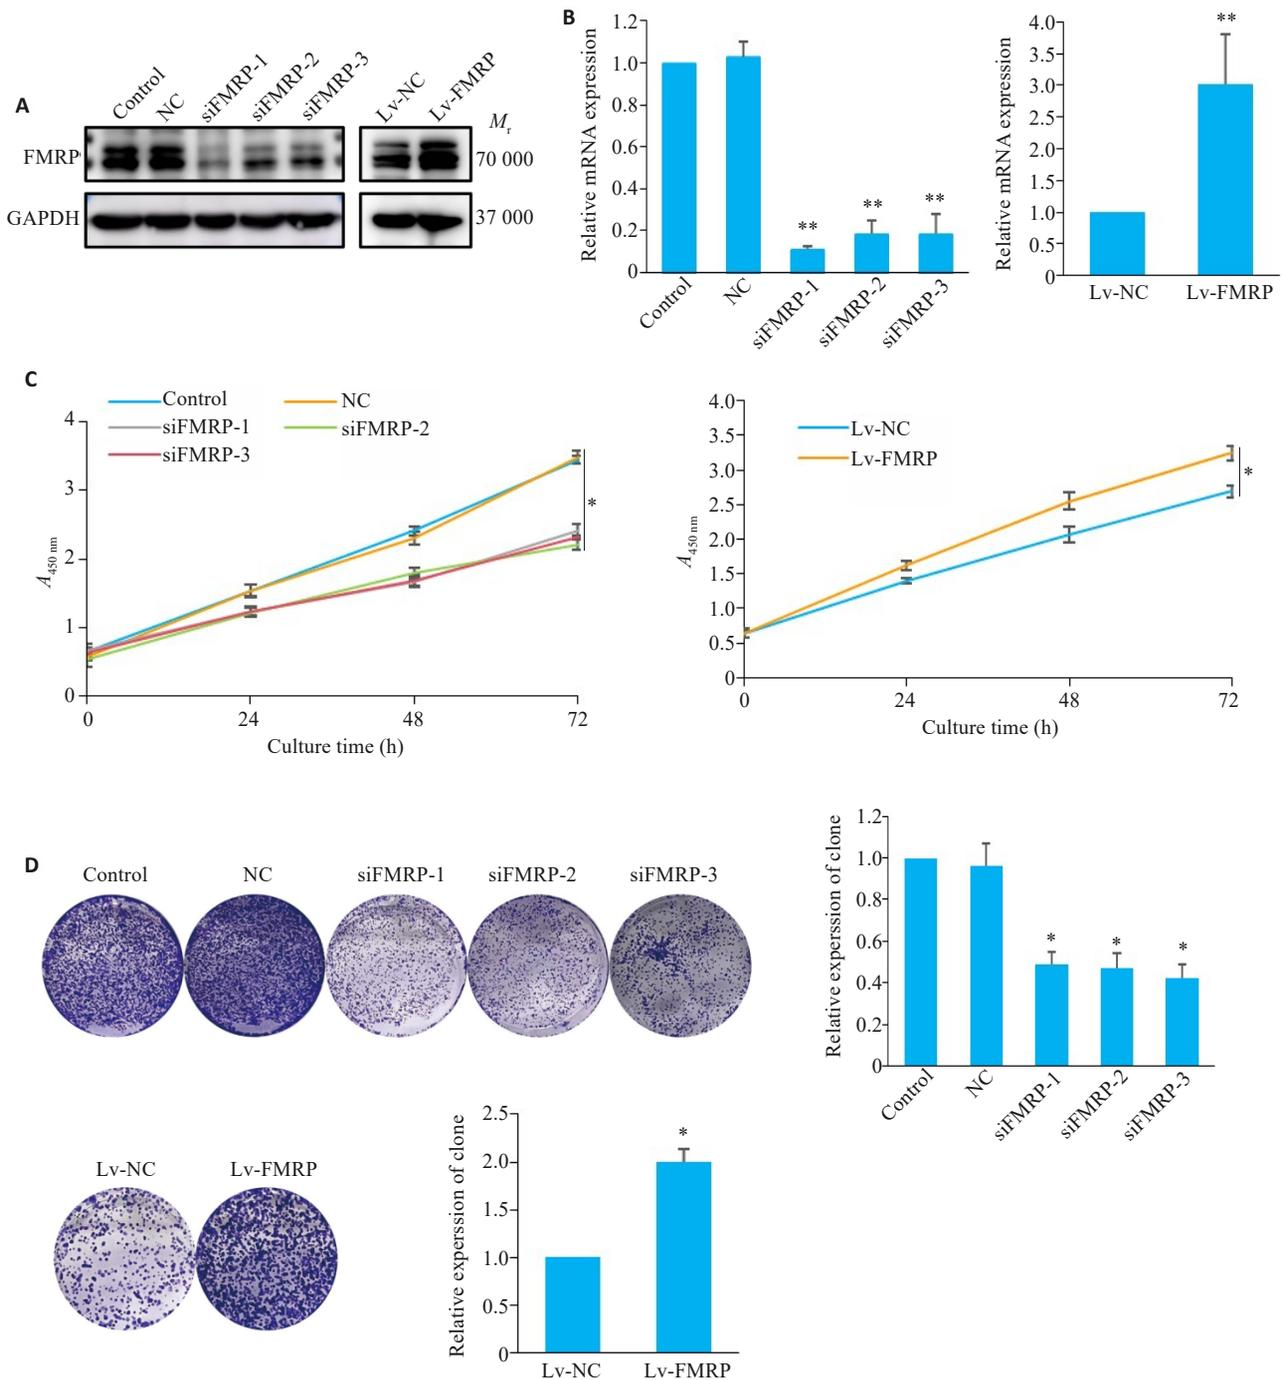 A
Control
NC
siFMRP-1
siFMRP-2
siFMRP-3
Lv-NC
Lv-FMRP
Mr
FMRP
70 000
GAPDH
37 000
B
Relative mRNA expression
1.2
1.0
0.8
0.6
0.4
0.2
0
**
**
**
Control
NC
siFMRP-1
siFMRP-2
siFMRP-3
Relative mRNA expression
4.0
3.0
2.5
2.0
1.5
1.0
0.5
0
**
Lv-NC
Lv-FMRP
C
Control
NC
siFMRP-1
siFMRP-2
siFMRP-3
A450 nm
4
3
2
1
0
*
0
24
48
72
Culture time (h)
Lv-NC
Lv-FMRP
A450 nm
4.0
3.5
3.0
2.5
2.0
1.5
1.0
0.5
0
*
0
24
48
72
Culture time (h)
D
Control
NC
siFMRP-1
siFMRP-2
siFMRP-3
Relative experssion of clone
1.2
1.0
0.8
0.6
0.4
0.2
0
*
*
*
Control
NC
siFMRP-1
siFMRP-2
siFMRP-3
Lv-NC
Lv-FMRP
Relative experssion of clone
2.5
2.0
1.5
1.0
0.5
0
*
Lv-NC
Lv-FMRP